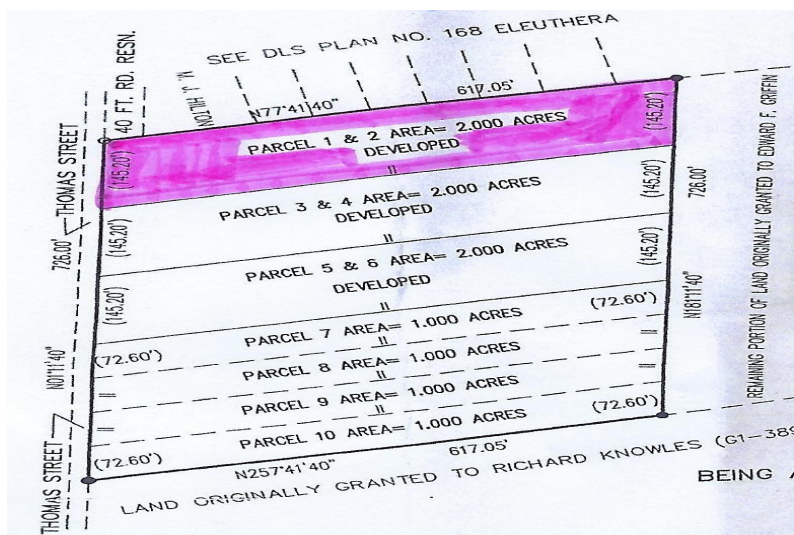 SEE DLS PLAN NO. 168 ELEUTHERA
40 FT. RD. RESN.
W. J. HILTON
N77°41'40"
617.05'
THOMAS STREET
(145.20')
PARCEL 1 & 2 AREA= 2.000 ACRES
DEVELOPED
(145.20')
"
726.00'
(145.20')
PARCEL 3 & 4 AREA= 2.000 ACRES
DEVELOPED
(145.20')
726.00'
"
(145.20')
PARCEL 5 & 6 AREA= 2.000 ACRES
DEVELOPED
(145.20')
"
N181°11'40"
REMAINING PORTION OF LAND ORIGINALLY GRANTED TO EDWARD F. GRIFFIN
(72.60')
PARCEL 7 AREA= 1.000 ACRES
(72.60')
"
N01°11'40"
"
PARCEL 8 AREA= 1.000 ACRES
"
"
"
PARCEL 9 AREA= 1.000 ACRES
"
"
THOMAS STREET
(72.60')
PARCEL 10 AREA= 1.000 ACRES
(72.60')
N257°41'40"
617.05'
LAND ORIGINALLY GRANTED TO RICHARD KNOWLES (G1-389
BEING